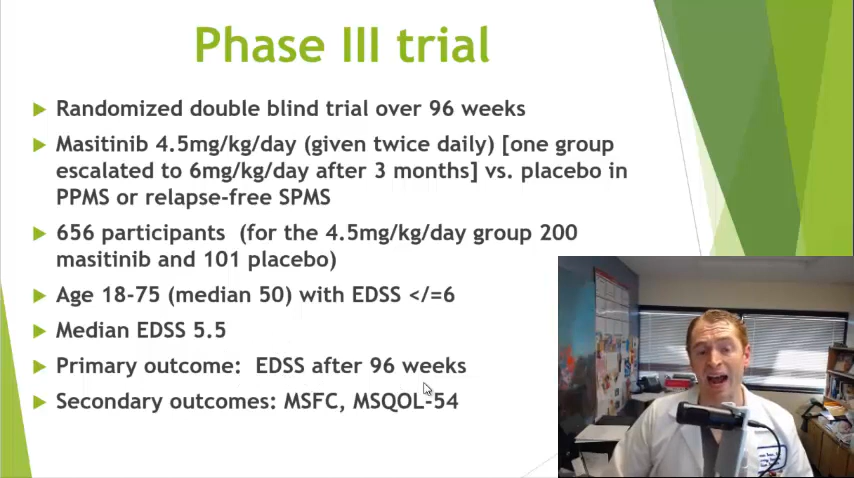 Phase III trial
Randomized double blind trial over 96 weeks
Masitinib 4.5mg/kg/day (given twice daily) [one group
escalated to 6mg/kg/day after 3 months] vs. placebo in
PPMS or relapse-free SPMS
656 participants (for the 4.5mg/kg/day group 200
masitinib and 101 placebo)
Age 18-75 (median 50) with EDSS </=6
Median EDSS 5.5
Primary outcome: EDSS after 96 weeks
Secondary outcomes: MSFC, MSQOL-54